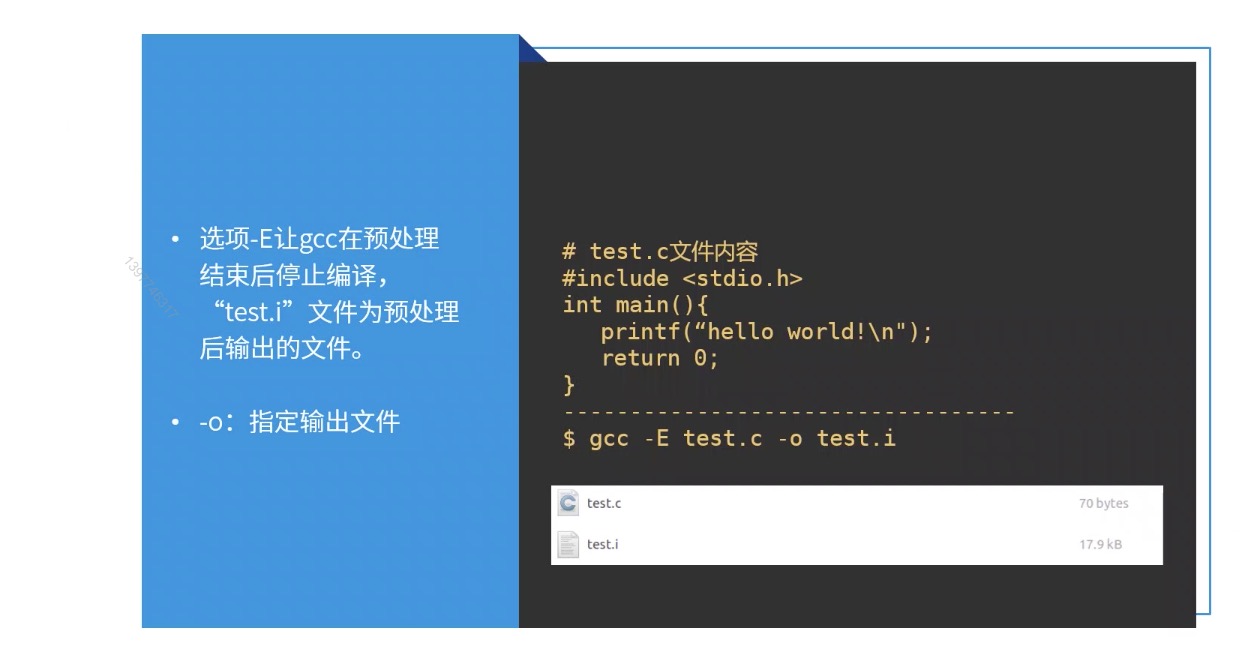 • 选项-E让gcc在预处理
结束后停止编译，
“test.i”文件为预处理
后输出的文件。
• -o：指定输出文件
# test.c文件内容
#include <stdio.h>
int main(){
printf(“hello world!\n");
return 0;
}
----------------------------------
$ gcc -E test.c -o test.i
test.c 70 bytes
test.i 17.9 kB